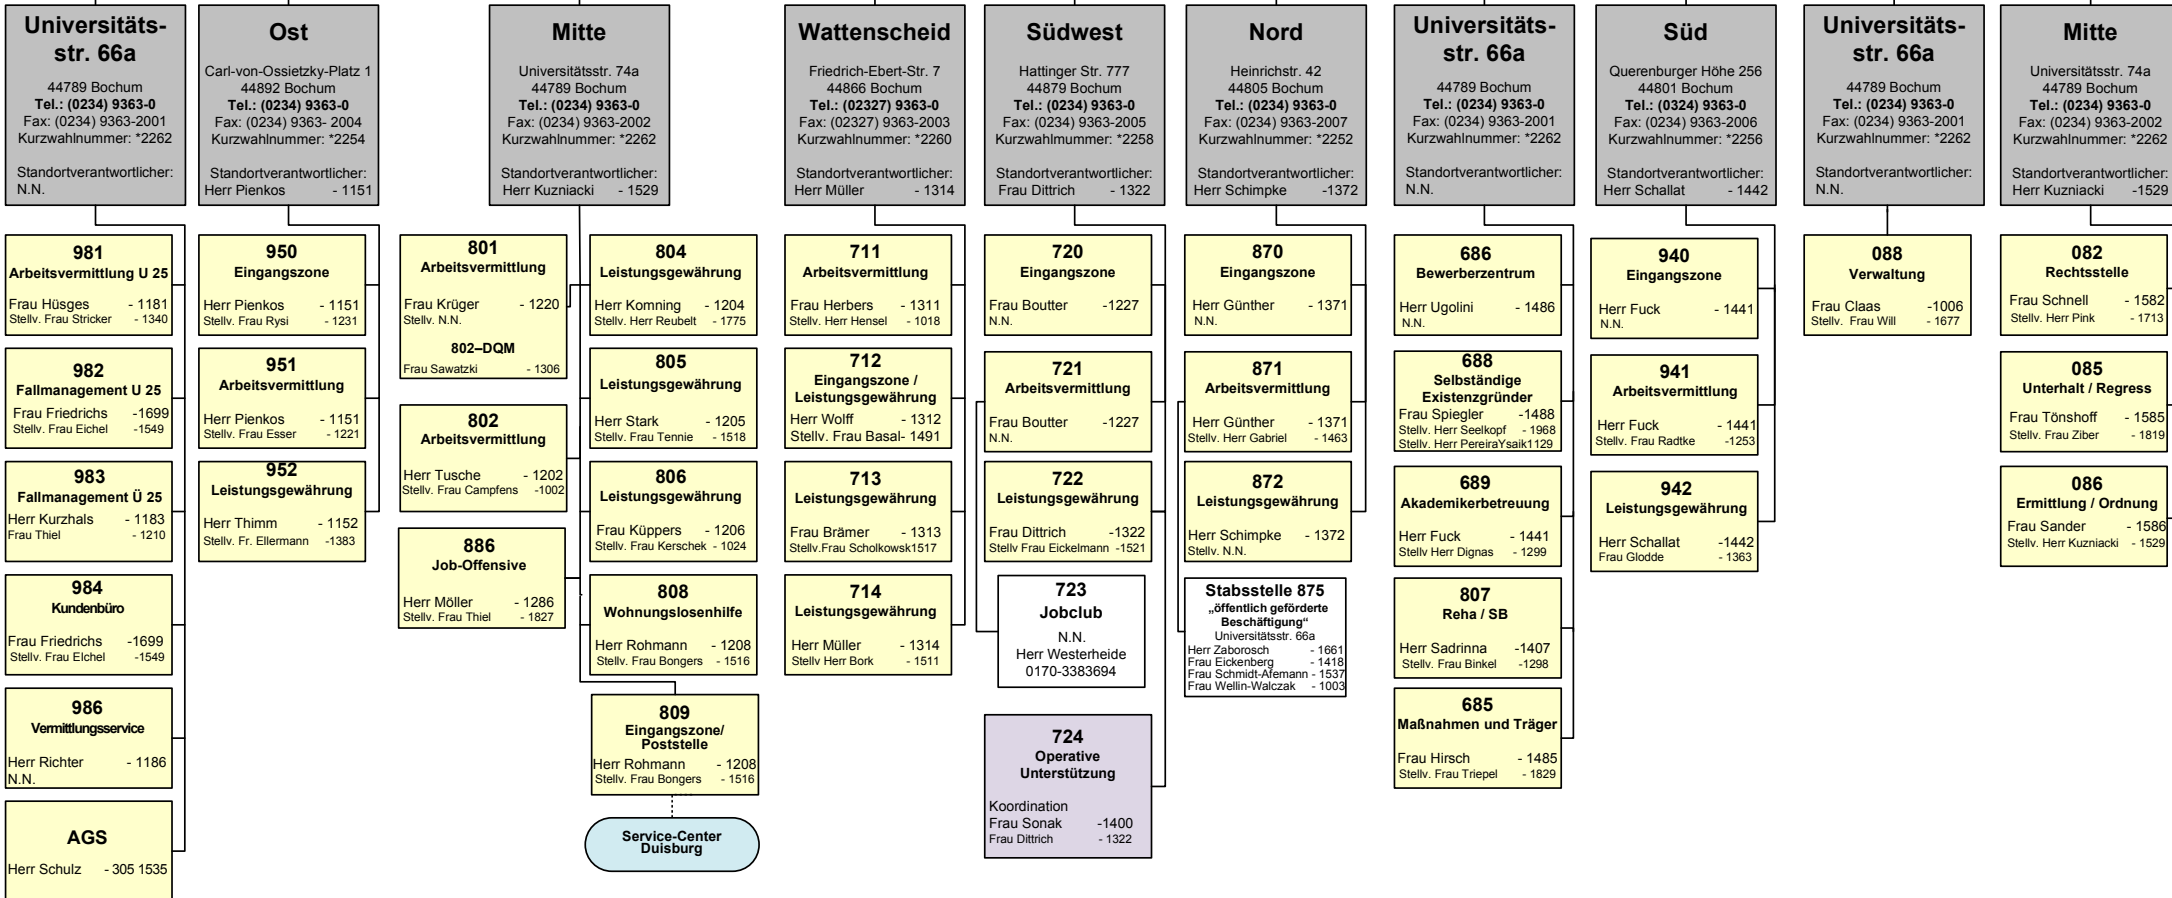 Universitäts-
str. 66a
44789 Bochum
Tel.: (0234) 9363-0
Fax: (0234) 9363-2001
Kurzwahlnummer: *2262
Standortverantwortlicher:
N.N.
981
Arbeitsvermittlung U 25
Frau Hüsges - 1181
Stellv. Frau Stricker - 1340
982
Fallmanagement U 25
Frau Friedrichs -1699
Stellv. Frau Eichel -1549
983
Fallmanagement Ü 25
Herr Kurzhals - 1183
Frau Thiel - 1210
984
Kundenbüro
Frau Friedrichs -1699
Stellv. Frau Elchel -1549
986
Vermittlungsservice
Herr Richter - 1186
N.N.
AGS
Herr Schulz - 305 1535
Ost
Carl-von-Ossietzky-Platz 1
44892 Bochum
Tel.: (0234) 9363-0
Fax: (0234) 9363- 2004
Kurzwahlnummer: *2254
Standortverantwortlicher:
Herr Pienkos - 1151
950
Eingangszone
Herr Pienkos - 1151
Stellv. Frau Rysi - 1231
951
Arbeitsvermittlung
Herr Pienkos - 1151
Stellv. Frau Esser - 1221
952
Leistungsgewährung
Herr Thimm - 1152
Stellv. Fr. Ellermann -1383
Mitte
Universitätsstr. 74a
44789 Bochum
Tel.: (0234) 9363-0
Fax: (0234) 9363-2002
Kurzwahlnummer: *2262
Standortverantwortlicher:
Herr Kuzniacki - 1529
801
Arbeitsvermittlung
Frau Krüger - 1220
Stellv. N.N.
802–DQM
Frau Sawatzki - 1306
802
Arbeitsvermittlung
Herr Tusche - 1202
Stellv. Frau Campfens -1002
886
Job-Offensive
Herr Möller - 1286
Stellv. Frau Thiel - 1827
804
Leistungsgewährung
Herr Komning - 1204
Stellv. Herr Reubelt - 1775
805
Leistungsgewährung
Herr Stark - 1205
Stellv. Frau Tennie - 1518
806
Leistungsgewährung
Frau Küppers - 1206
Stellv. Frau Kerschek - 1024
808
Wohnungslosenhilfe
Herr Rohmann - 1208
Stellv. Frau Bongers - 1516
809
Eingangszone/
Poststelle
Herr Rohmann - 1208
Stellv. Frau Bongers - 1516
Service-Center
Duisburg
Wattenscheid
Friedrich-Ebert-Str. 7
44866 Bochum
Tel.: (02327) 9363-0
Fax: (02327) 9363-2003
Kurzwahlnummer: *2260
Standortverantwortlicher:
Herr Müller - 1314
711
Arbeitsvermittlung
Frau Herbers - 1311
Stellv. Herr Hensel - 1018
712
Eingangszone /
Leistungsgewährung
Herr Wolff - 1312
Stellv. Frau Basal- 1491
713
Leistungsgewährung
Frau Brämer - 1313
Stellv.Frau Scholkowsk1517
714
Leistungsgewährung
Herr Müller - 1314
Stellv Herr Bork - 1511
Südwest
Hattinger Str. 777
44879 Bochum
Tel.: (0234) 9363-0
Fax: (0234) 9363-2005
Kurzwahlmummer: *2258
Standortverantwortlicher:
Frau Dittrich - 1322
720
Eingangszone
Frau Boutter -1227
N.N.
721
Arbeitsvermittlung
Frau Boutter -1227
N.N.
722
Leistungsgewährung
Frau Dittrich -1322
Stellv Frau Eickelmann -1521
723
Jobclub
N.N.
Herr Westerheide
0170-3383694
724
Operative
Unterstützung
Koordination
Frau Sonak -1400
Frau Dittrich - 1322
Nord
Heinrichstr. 42
44805 Bochum
Tel.: (0234) 9363-0
Fax: (0234) 9363-2007
Kurzwahlnummer: *2252
Standortverantwortlicher:
Herr Schimpke -1372
870
Eingangszone
Herr Günther - 1371
N.N.
871
Arbeitsvermittlung
Herr Günther - 1371
Stellv. Herr Gabriel - 1463
872
Leistungsgewährung
Herr Schimpke - 1372
Stellv. N.N.
Stabsstelle 875
„öffentlich geförderte
Beschäftigung“
Universitätsstr. 66a
Herr Zaborosch - 1661
Frau Eickenberg - 1418
Frau Schmidt-Afemann - 1537
Frau Wellin-Walczak - 1003
Universitäts-
str. 66a
44789 Bochum
Tel.: (0234) 9363-0
Fax: (0234) 9363-2001
Kurzwahlnummer: *2262
Standortverantwortlicher:
N.N.
686
Bewerberzentrum
Herr Ugolini - 1486
N.N.
688
Selbständige
Existenzgründer
Frau Spiegler -1488
Stellv. Herr Seelkopf - 1968
Stellv. Herr PereiraYsaik1129
689
Akademikerbetreuung
Herr Fuck - 1441
Stellv Herr Dignas - 1299
807
Reha / SB
Herr Sadrinna -1407
Stellv. Frau Binkel -1298
685
Maßnahmen und Träger
Frau Hirsch - 1485
Stellv. Frau Triepel - 1829
Süd
Querenburger Höhe 256
44801 Bochum
Tel.: (0324) 9363-0
Fax: (0234) 9363-2006
Kurzwahlnummer: *2256
Standortverantwortlicher:
Herr Schallat - 1442
940
Eingangszone
Herr Fuck - 1441
N.N.
941
Arbeitsvermittlung
Herr Fuck - 1441
Stellv. Frau Radtke -1253
942
Leistungsgewährung
Herr Schallat -1442
Frau Glodde - 1363
Universitäts-
str. 66a
44789 Bochum
Tel.: (0234) 9363-0
Fax: (0234) 9363-2001
Kurzwahlnummer: *2262
Standortverantwortlicher:
N.N.
088
Verwaltung
Frau Claas -1006
Stellv. Frau Will - 1677
Mitte
Universitätsstr. 74a
44789 Bochum
Tel.: (0234) 9363-0
Fax: (0234) 9363-2002
Kurzwahlnummer: *2262
Standortverantwortlicher:
Herr Kuzniacki -1529
082
Rechtsstelle
Frau Schnell - 1582
Stellv. Herr Pink - 1713
085
Unterhalt / Regress
Frau Tönshoff - 1585
Stellv. Frau Ziber - 1819
086
Ermittlung / Ordnung
Frau Sander - 1586
Stellv. Herr Kuzniacki - 1529